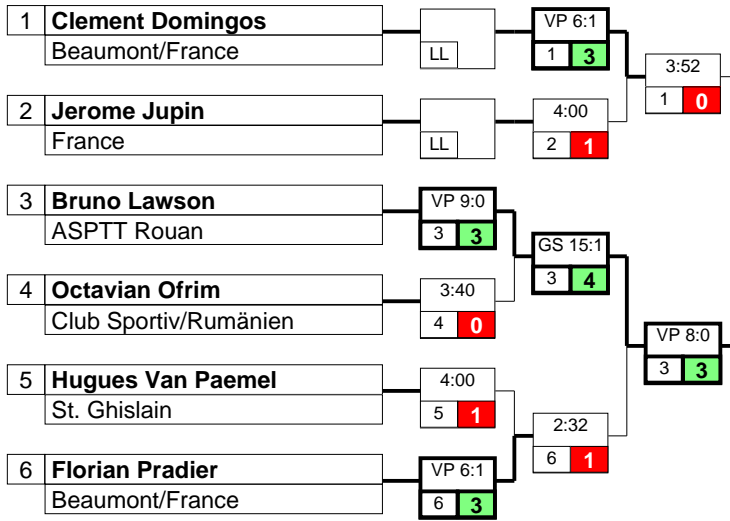 1 Clement Domingos
Beaumont/France
LL
VP 6:1
1 3
3:52
1 0
2 Jerome Jupin
France
LL
4:00
2 1
3 Bruno Lawson
ASPTT Rouan
VP 9:0
3 3
GS 15:1
3 4
4 Octavian Ofrim
Club Sportiv/Rumänien
3:40
4 0
VP 8:0
3 3
5 Hugues Van Paemel
St. Ghislain
4:00
5 1
2:32
6 1
6 Florian Pradier
Beaumont/France
VP 6:1
6 3